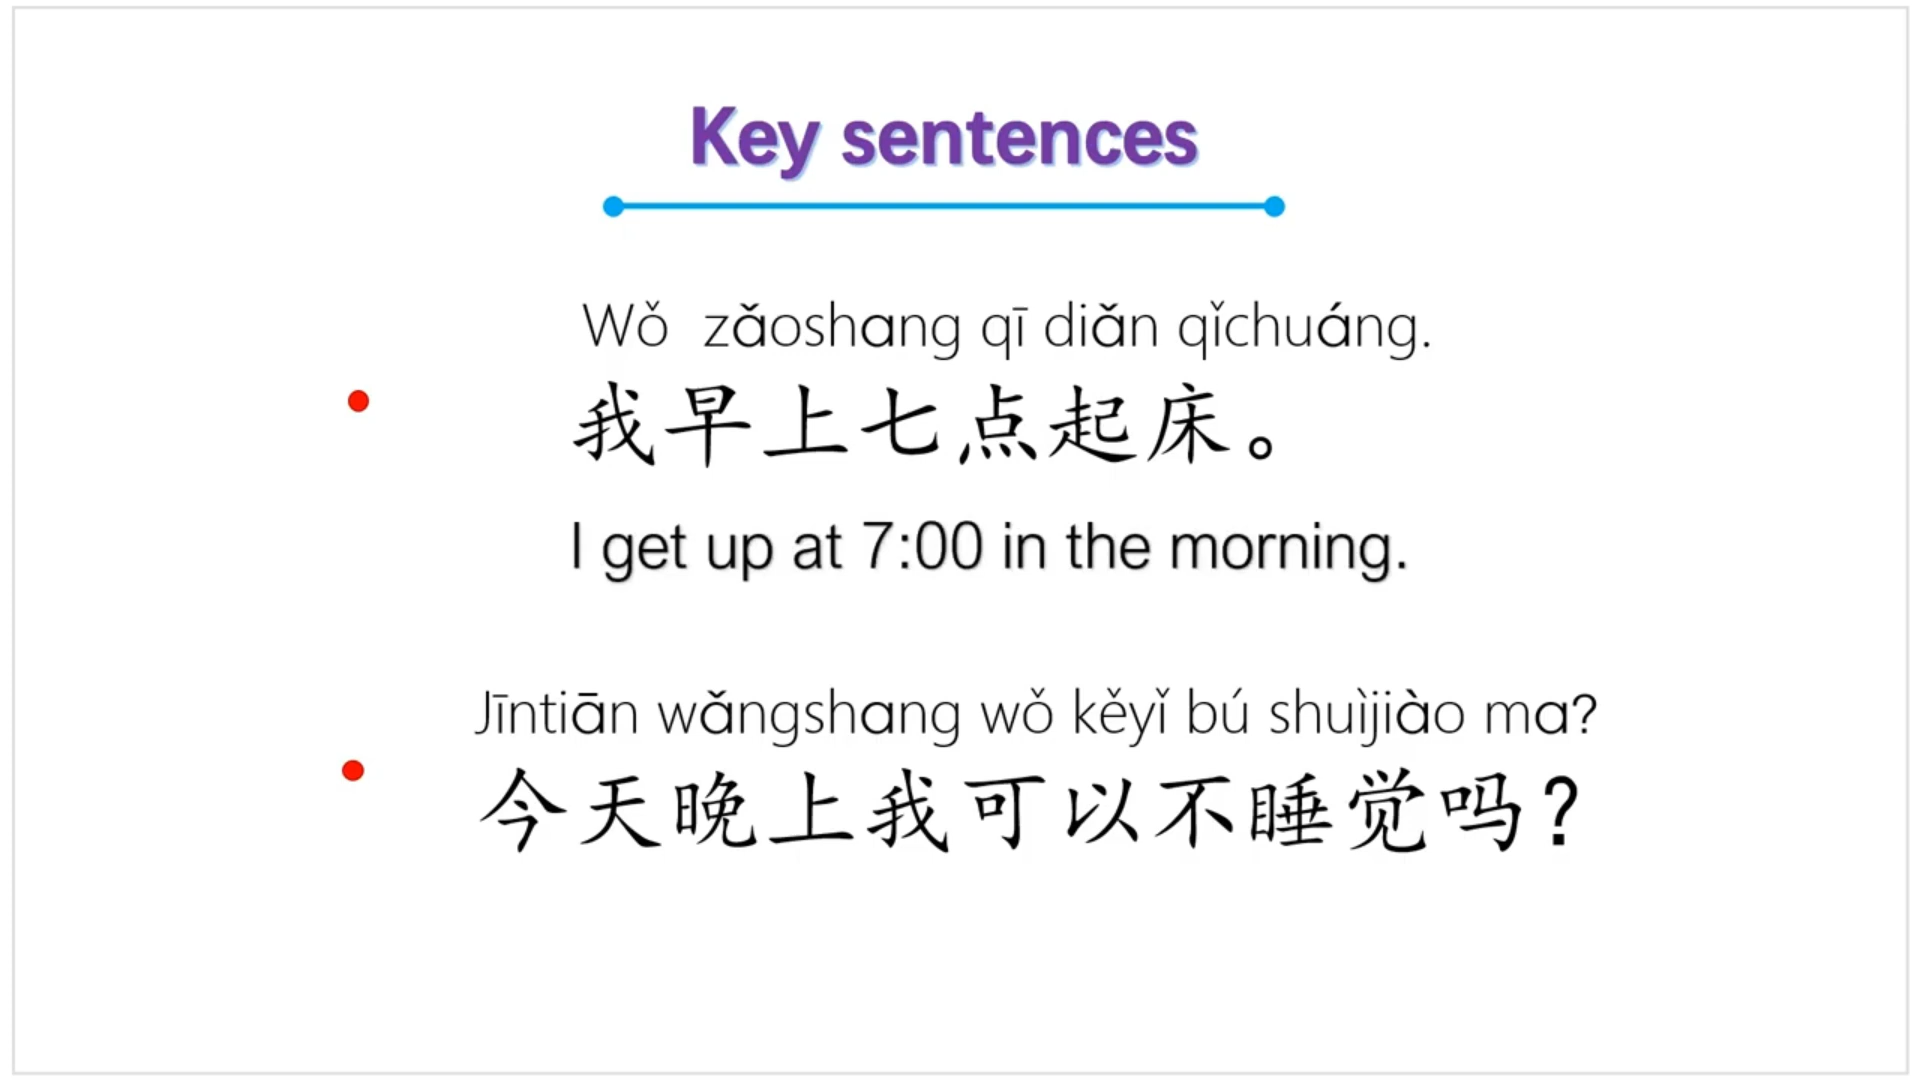 Key sentences
Wǒ zǎoshang qī diǎn qǐchuáng.
我早上七点起床。
I get up at 7:00 in the morning.
Jīntiān wǎngshang wǒ kěyǐ bú shuìjiào ma?
今天晚上我可以不睡觉吗？